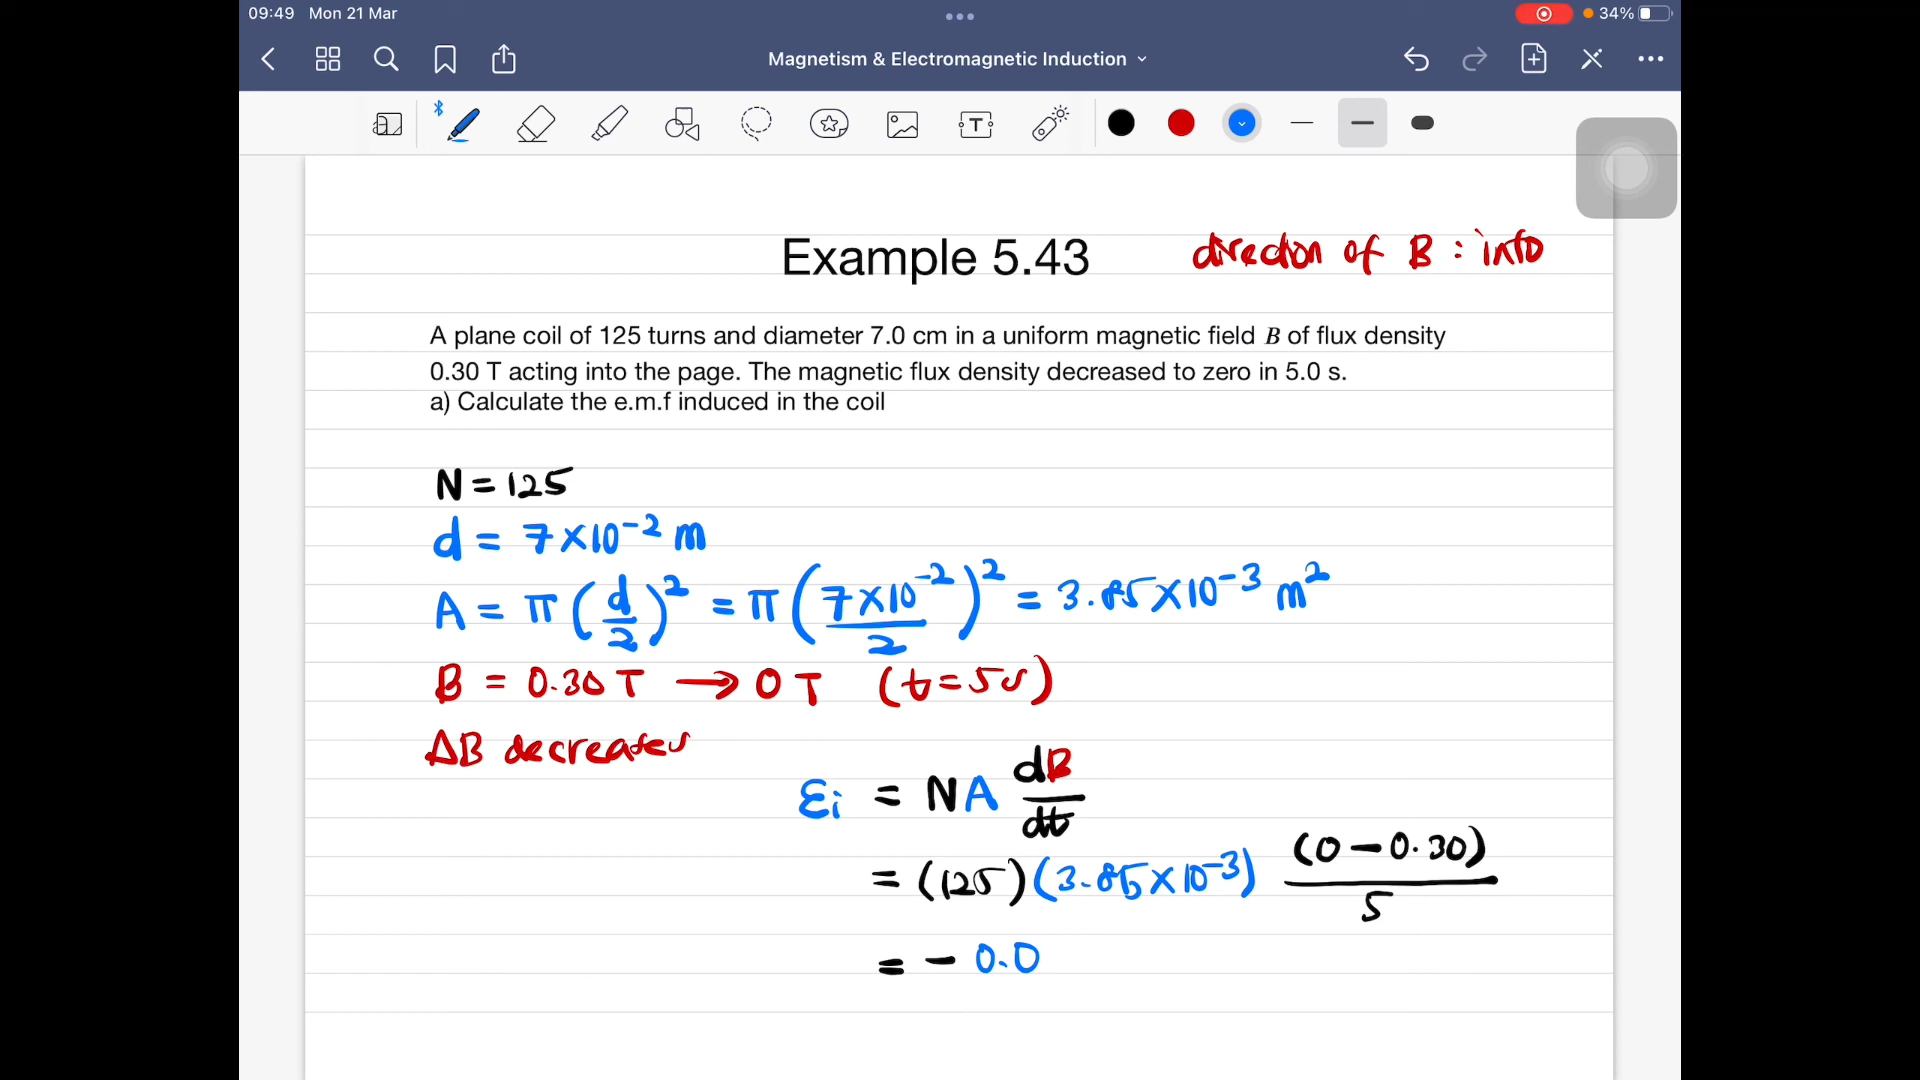 09:49 Mon 21 Mar
34%
Magnetism & Electromagnetic Induction
Example 5.43
direction of B : into
A plane coil of 125 turns and diameter 7.0 cm in a uniform magnetic field B of flux density
0.30 T acting into the page. The magnetic flux density decreased to zero in 5.0 s.
a) Calculate the e.m.f induced in the coil
N = 125
d = 7×10⁻² m
A = π (d/2)² = π (7×10⁻²/2)² = 3.85×10⁻³ m²
B = 0.30 T → 0 T (t = 5s)
ΔB decreases
εi = NA dB/dt
= (125)(3.85×10⁻³) (0 − 0.30)/5
= − 0.0